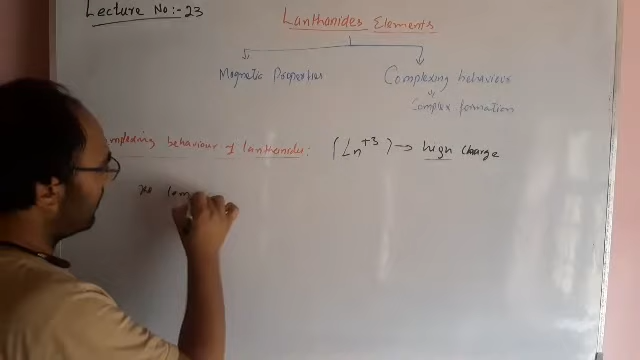 Lecture No:- 23
Lanthanides Elements
Magnetic Properties
Complexing behaviour
Complex formation
behaviour of lanthanides: (Ln+3) → high charge